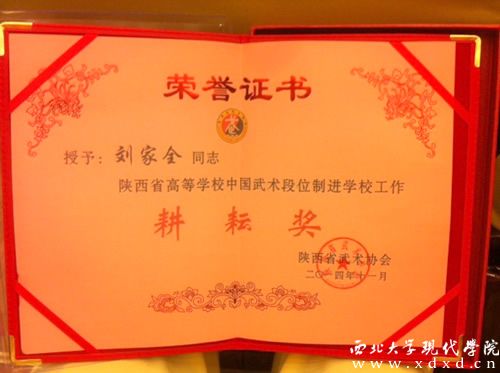 荣誉证书
授予：刘家全 同志
陕西省高等学校中国武术段位制进学校工作
耕耘奖
陕西省武术协会
二〇一四年十一月
西北大学现代学院
www.xdxd.cn